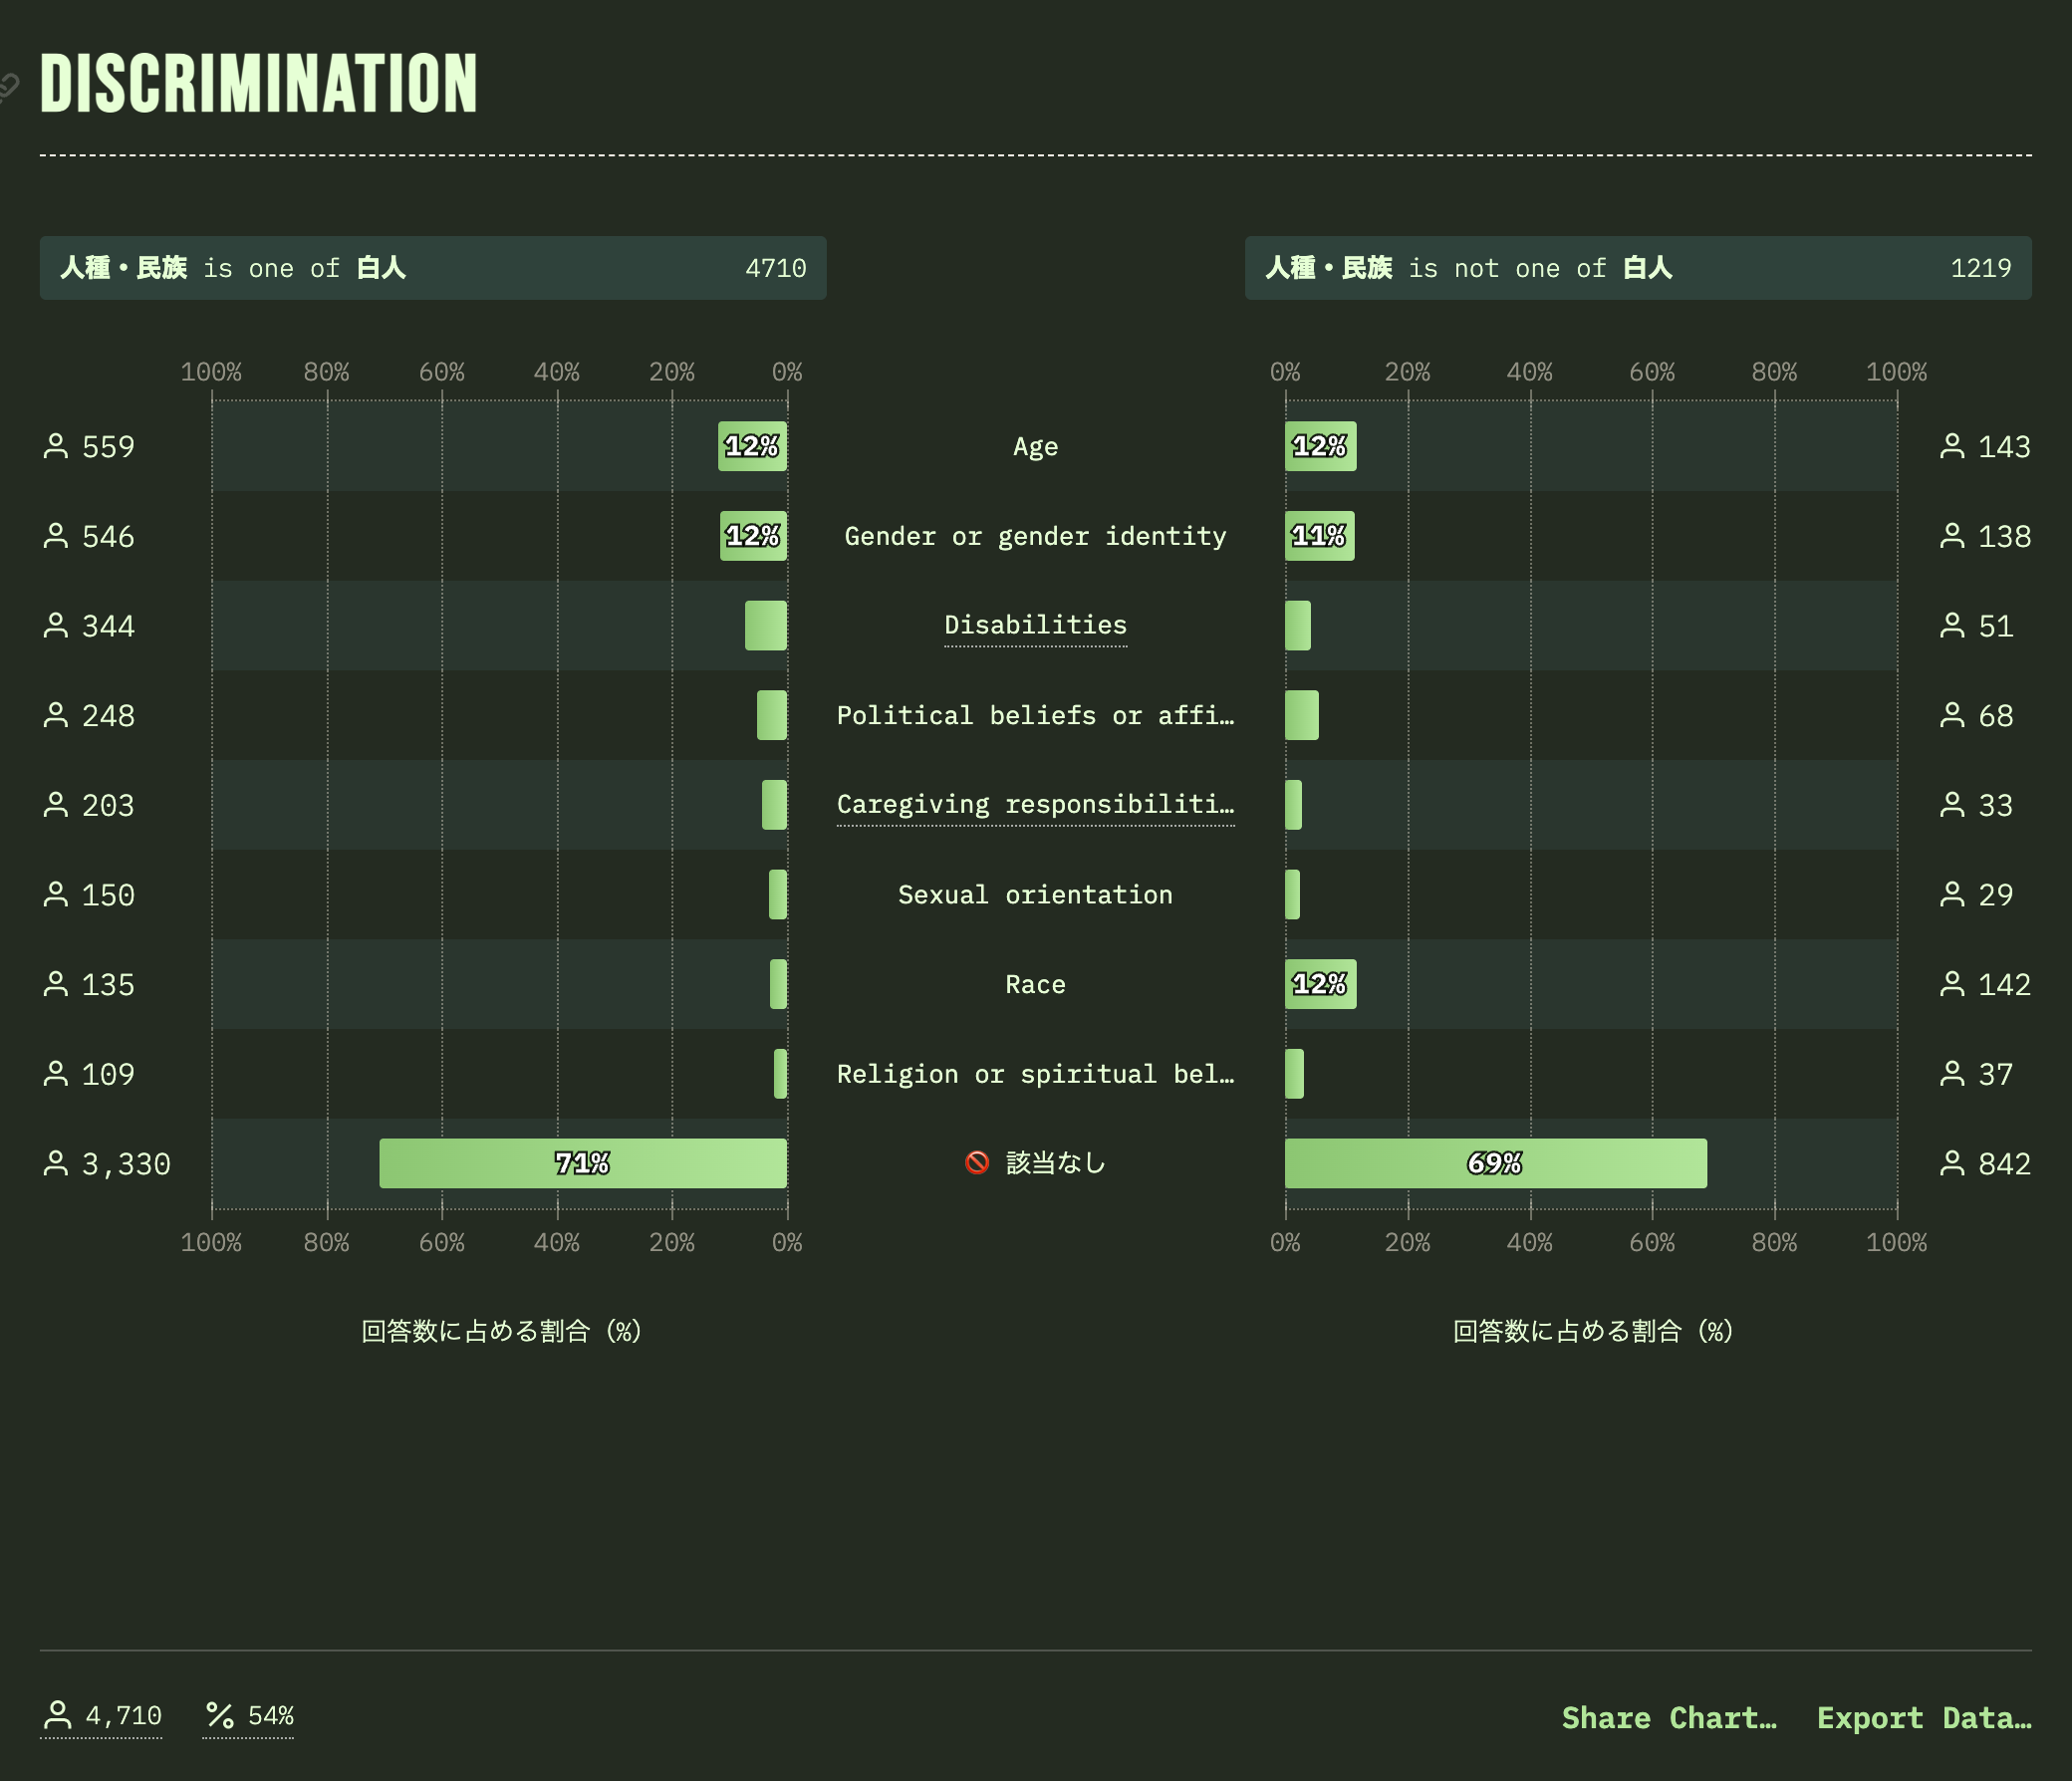 DISCRIMINATION
人種・民族 is one of 白人 4710
人種・民族 is not one of 白人 1219
100% 80% 60% 40% 20% 0%
0% 20% 40% 60% 80% 100%
559 12% Age 12% 143
546 12% Gender or gender identity 11% 138
344 Disabilities 51
248 Political beliefs or affi… 68
203 Caregiving responsibiliti… 33
150 Sexual orientation 29
135 Race 12% 142
109 Religion or spiritual bel… 37
3,330 71% 該当なし 69% 842
100% 80% 60% 40% 20% 0%
0% 20% 40% 60% 80% 100%
回答数に占める割合 (%)
回答数に占める割合 (%)
4,710 54%
Share Chart… Export Data…